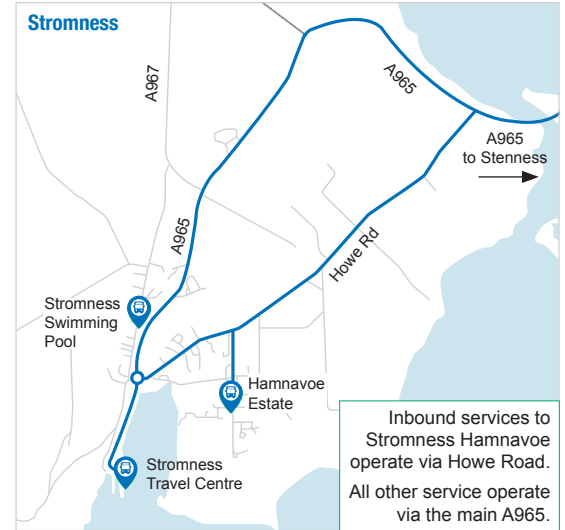 Stromness
A967
A965
A965
to Stenness
A965
Howe Rd
Stromness
Swimming
Pool
Hamnavoe
Estate
Stromness
Travel Centre
Inbound services to
Stromness Hamnavoe
operate via Howe Road.
All other service operate
via the main A965.